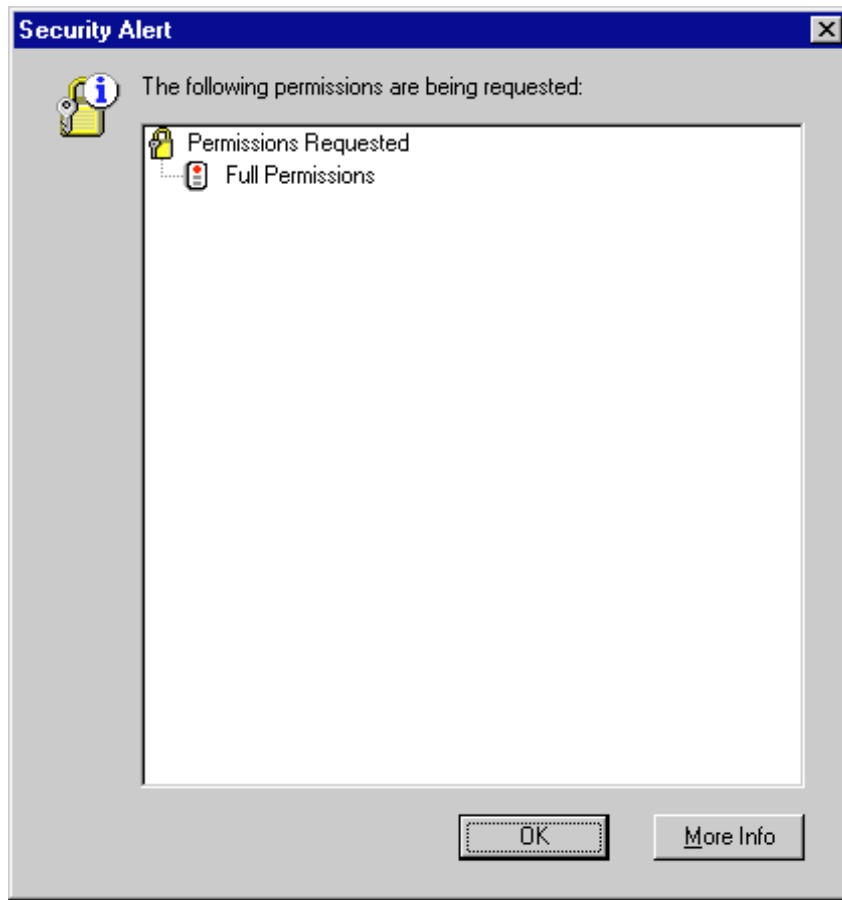 Security Alert
The following permissions are being requested:
Permissions Requested
Full Permissions
OK
More Info